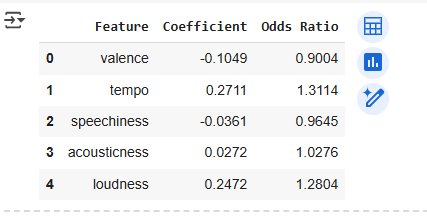 Feature Coefficient Odds Ratio
0 valence -0.1049 0.9004
1 tempo 0.2711 1.3114
2 speechiness -0.0361 0.9645
3 acousticness 0.0272 1.0276
4 loudness 0.2472 1.2804